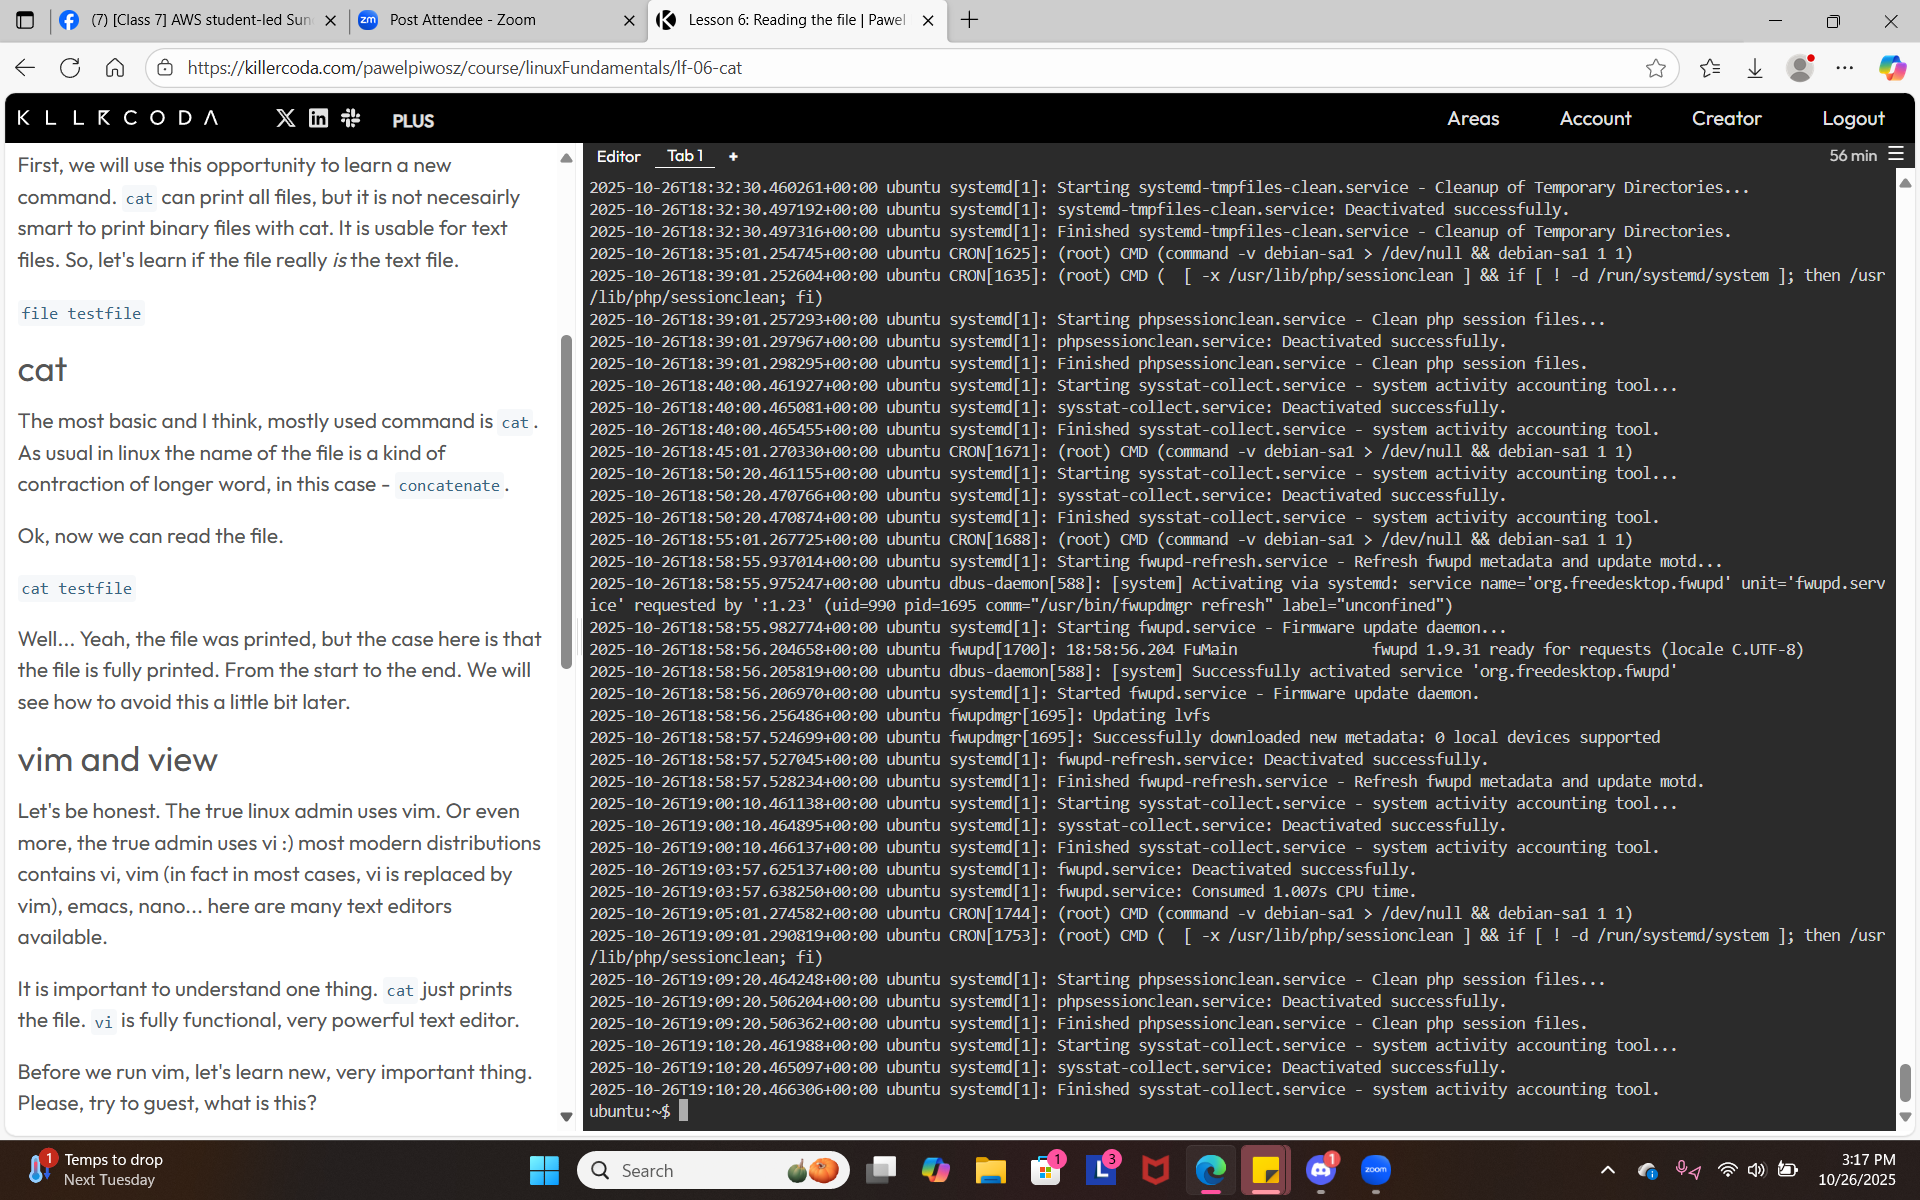 (7) [Class 7] AWS student-led Sun
Post Attendee - Zoom
Lesson 6: Reading the file | Pawel
https://killercoda.com/pawelpiwosz/course/linuxFundamentals/lf-06-cat
KLLRCODA
PLUS
Areas
Account
Creator
Logout
First, we will use this opportunity to learn a new
command. cat can print all files, but it is not necesairly
smart to print binary files with cat. It is usable for text
files. So, let's learn if the file really is the text file.
file testfile
cat
The most basic and I think, mostly used command is cat.
As usual in linux the name of the file is a kind of
contraction of longer word, in this case - concatenate.
Ok, now we can read the file.
cat testfile
Well... Yeah, the file was printed, but the case here is that
the file is fully printed. From the start to the end. We will
see how to avoid this a little bit later.
vim and view
Let's be honest. The true linux admin uses vim. Or even
more, the true admin uses vi :) most modern distributions
contains vi, vim (in fact in most cases, vi is replaced by
vim), emacs, nano... here are many text editors
available.
It is important to understand one thing. cat just prints
the file. vi is fully functional, very powerful text editor.
Before we run vim, let's learn new, very important thing.
Please, try to guest, what is this?
Editor
Tab 1
+
56 min
2025-10-26T18:32:30.460261+00:00 ubuntu systemd[1]: Starting systemd-tmpfiles-clean.service - Cleanup of Temporary Directories...
2025-10-26T18:32:30.497192+00:00 ubuntu systemd[1]: systemd-tmpfiles-clean.service: Deactivated successfully.
2025-10-26T18:32:30.497316+00:00 ubuntu systemd[1]: Finished systemd-tmpfiles-clean.service - Cleanup of Temporary Directories.
2025-10-26T18:35:01.254745+00:00 ubuntu CRON[1625]: (root) CMD (command -v debian-sa1 > /dev/null && debian-sa1 1 1)
2025-10-26T18:39:01.252604+00:00 ubuntu CRON[1635]: (root) CMD (  [ -x /usr/lib/php/sessionclean ] && if [ ! -d /run/systemd/system ]; then /usr
/lib/php/sessionclean; fi)
2025-10-26T18:39:01.257293+00:00 ubuntu systemd[1]: Starting phpsessionclean.service - Clean php session files...
2025-10-26T18:39:01.297967+00:00 ubuntu systemd[1]: phpsessionclean.service: Deactivated successfully.
2025-10-26T18:39:01.298295+00:00 ubuntu systemd[1]: Finished phpsessionclean.service - Clean php session files.
2025-10-26T18:40:00.461927+00:00 ubuntu systemd[1]: Starting sysstat-collect.service - system activity accounting tool...
2025-10-26T18:40:00.465081+00:00 ubuntu systemd[1]: sysstat-collect.service: Deactivated successfully.
2025-10-26T18:40:00.465455+00:00 ubuntu systemd[1]: Finished sysstat-collect.service - system activity accounting tool.
2025-10-26T18:45:01.270330+00:00 ubuntu CRON[1671]: (root) CMD (command -v debian-sa1 > /dev/null && debian-sa1 1 1)
2025-10-26T18:50:20.461155+00:00 ubuntu systemd[1]: Starting sysstat-collect.service - system activity accounting tool...
2025-10-26T18:50:20.470766+00:00 ubuntu systemd[1]: sysstat-collect.service: Deactivated successfully.
2025-10-26T18:50:20.470874+00:00 ubuntu systemd[1]: Finished sysstat-collect.service - system activity accounting tool.
2025-10-26T18:55:01.267725+00:00 ubuntu CRON[1688]: (root) CMD (command -v debian-sa1 > /dev/null && debian-sa1 1 1)
2025-10-26T18:58:55.937014+00:00 ubuntu systemd[1]: Starting fwupd-refresh.service - Refresh fwupd metadata and update motd...
2025-10-26T18:58:55.975247+00:00 ubuntu dbus-daemon[588]: [system] Activating via systemd: service name='org.freedesktop.fwupd' unit='fwupd.serv
ice' requested by ':1.23' (uid=990 pid=1695 comm="/usr/bin/fwupdmgr refresh" label="unconfined")
2025-10-26T18:58:55.982774+00:00 ubuntu systemd[1]: Starting fwupd.service - Firmware update daemon...
2025-10-26T18:58:56.204658+00:00 ubuntu fwupd[1700]: 18:58:56.204 FuMain               fwupd 1.9.31 ready for requests (locale C.UTF-8)
2025-10-26T18:58:56.205819+00:00 ubuntu dbus-daemon[588]: [system] Successfully activated service 'org.freedesktop.fwupd'
2025-10-26T18:58:56.206970+00:00 ubuntu systemd[1]: Started fwupd.service - Firmware update daemon.
2025-10-26T18:58:56.256486+00:00 ubuntu fwupdmgr[1695]: Updating lvfs
2025-10-26T18:58:57.524699+00:00 ubuntu fwupdmgr[1695]: Successfully downloaded new metadata: 0 local devices supported
2025-10-26T18:58:57.527045+00:00 ubuntu systemd[1]: fwupd-refresh.service: Deactivated successfully.
2025-10-26T18:58:57.528234+00:00 ubuntu systemd[1]: Finished fwupd-refresh.service - Refresh fwupd metadata and update motd.
2025-10-26T19:00:10.461138+00:00 ubuntu systemd[1]: Starting sysstat-collect.service - system activity accounting tool...
2025-10-26T19:00:10.464895+00:00 ubuntu systemd[1]: sysstat-collect.service: Deactivated successfully.
2025-10-26T19:00:10.466137+00:00 ubuntu systemd[1]: Finished sysstat-collect.service - system activity accounting tool.
2025-10-26T19:03:57.625137+00:00 ubuntu systemd[1]: fwupd.service: Deactivated successfully.
2025-10-26T19:03:57.638250+00:00 ubuntu systemd[1]: fwupd.service: Consumed 1.007s CPU time.
2025-10-26T19:05:01.274582+00:00 ubuntu CRON[1744]: (root) CMD (command -v debian-sa1 > /dev/null && debian-sa1 1 1)
2025-10-26T19:09:01.290819+00:00 ubuntu CRON[1753]: (root) CMD (  [ -x /usr/lib/php/sessionclean ] && if [ ! -d /run/systemd/system ]; then /usr
/lib/php/sessionclean; fi)
2025-10-26T19:09:20.464248+00:00 ubuntu systemd[1]: Starting phpsessionclean.service - Clean php session files...
2025-10-26T19:09:20.506204+00:00 ubuntu systemd[1]: phpsessionclean.service: Deactivated successfully.
2025-10-26T19:09:20.506362+00:00 ubuntu systemd[1]: Finished phpsessionclean.service - Clean php session files.
2025-10-26T19:10:20.461988+00:00 ubuntu systemd[1]: Starting sysstat-collect.service - system activity accounting tool...
2025-10-26T19:10:20.465097+00:00 ubuntu systemd[1]: sysstat-collect.service: Deactivated successfully.
2025-10-26T19:10:20.466306+00:00 ubuntu systemd[1]: Finished sysstat-collect.service - system activity accounting tool.
ubuntu:~$
1
Temps to drop
Next Tuesday
Search
1
L
3
1
zoom
3:17 PM
10/26/2025